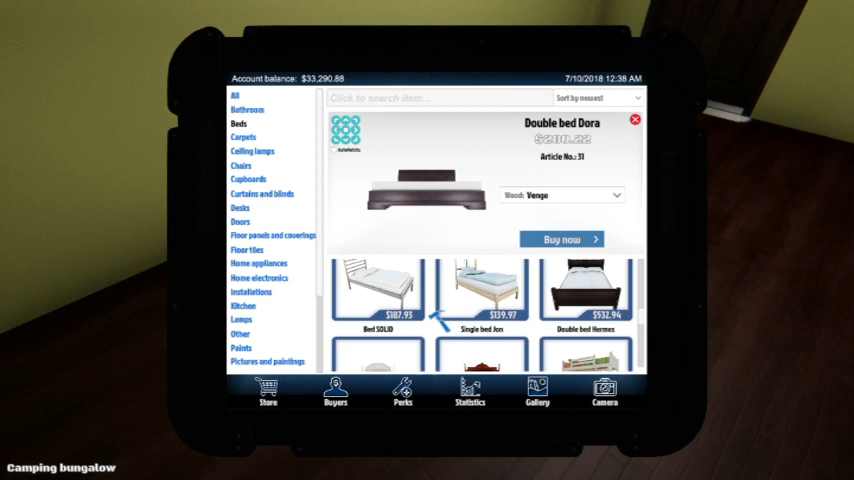 Account balance: $33,290.88
7/10/2018 12:38 AM
All
Bathroom
Beds
Carpets
Ceiling lamps
Chairs
Cupboards
Curtains and blinds
Desks
Doors
Floor panels and coverings
Floor tiles
Home appliances
Home electronics
Installations
Kitchen
Lamps
Other
Paints
Pictures and paintings
Click to search item...
Sort by newest
Double bed Dora
$200.22
Article No.: 31
Wood: Venge
Buy now
$187.93
$139.97
$532.94
Bed SOLID
Single bed Jon
Double bed Hermes
Store
Buyers
Perks
Statistics
Gallery
Camera
Camping bungalow